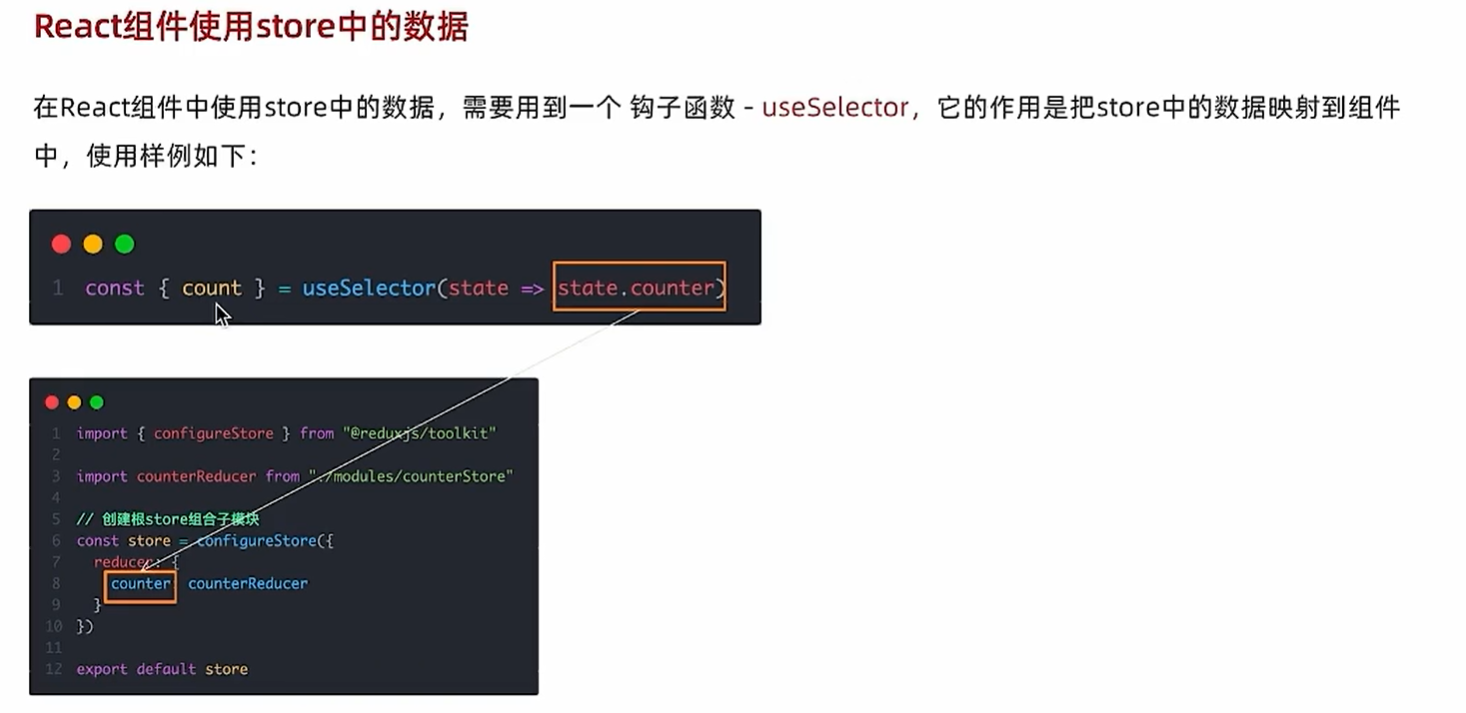 React组件使用store中的数据
在React组件中使用store中的数据，需要用到一个 钩子函数 - useSelector，它的作用是把store中的数据映射到组件
中，使用样例如下：
1 const { count } = useSelector(state => state.counter)
1 import { configureStore } from "@reduxjs/toolkit"
2
3 import counterReducer from "./modules/counterStore"
4
5 // 创建根store组合子模块
6 const store = configureStore({
7 reducer: {
8 counter counterReducer
9 }
10 })
11
12 export default store